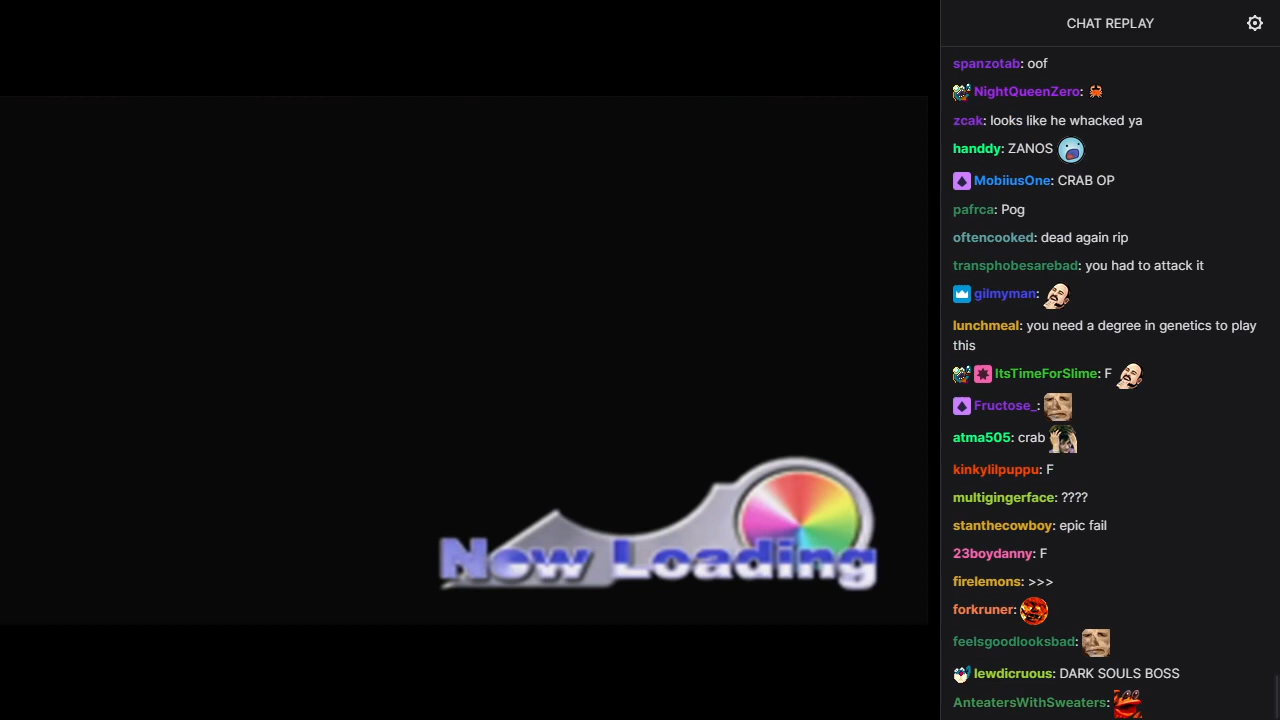 CHAT REPLAY
spanzotab: oof
NightQueenZero:
zcak: looks like he whacked ya
handdy: ZANOS
MobiiusOne: CRAB OP
pafrca: Pog
oftencooked: dead again rip
transphobesarebad: you had to attack it
gilmyman:
lunchmeal: you need a degree in genetics to play
this
ItsTimeForSlime: F
Fructose_:
atma505: crab
kinkylilpuppu: F
multigingerface: ????
stanthecowboy: epic fail
23boydanny: F
firelemons: >>>
forkruner:
feelsgoodlooksbad:
lewdicruous: DARK SOULS BOSS
AnteatersWithSweaters:
Now Loading